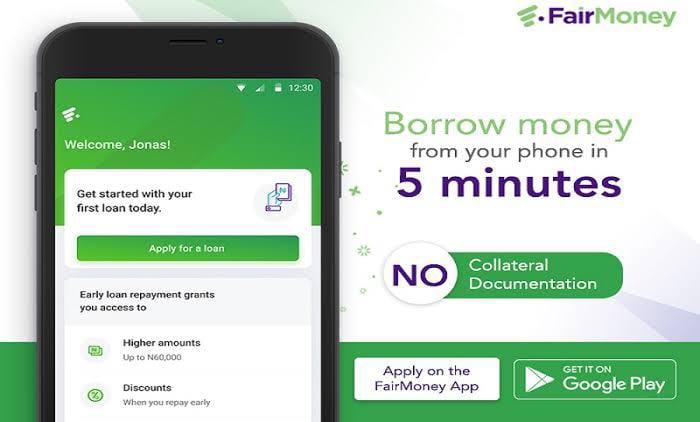 FairMoney
12:30
Welcome, Jonas!
Get started with your
first loan today.
Apply for a loan
Early loan repayment grants
you access to
Higher amounts
Up to N60,000
Discounts
When you repay early
Borrow money
from your phone in
5 minutes
NO
Collateral
Documentation
Apply on the
FairMoney App
GET IT ON
Google Play